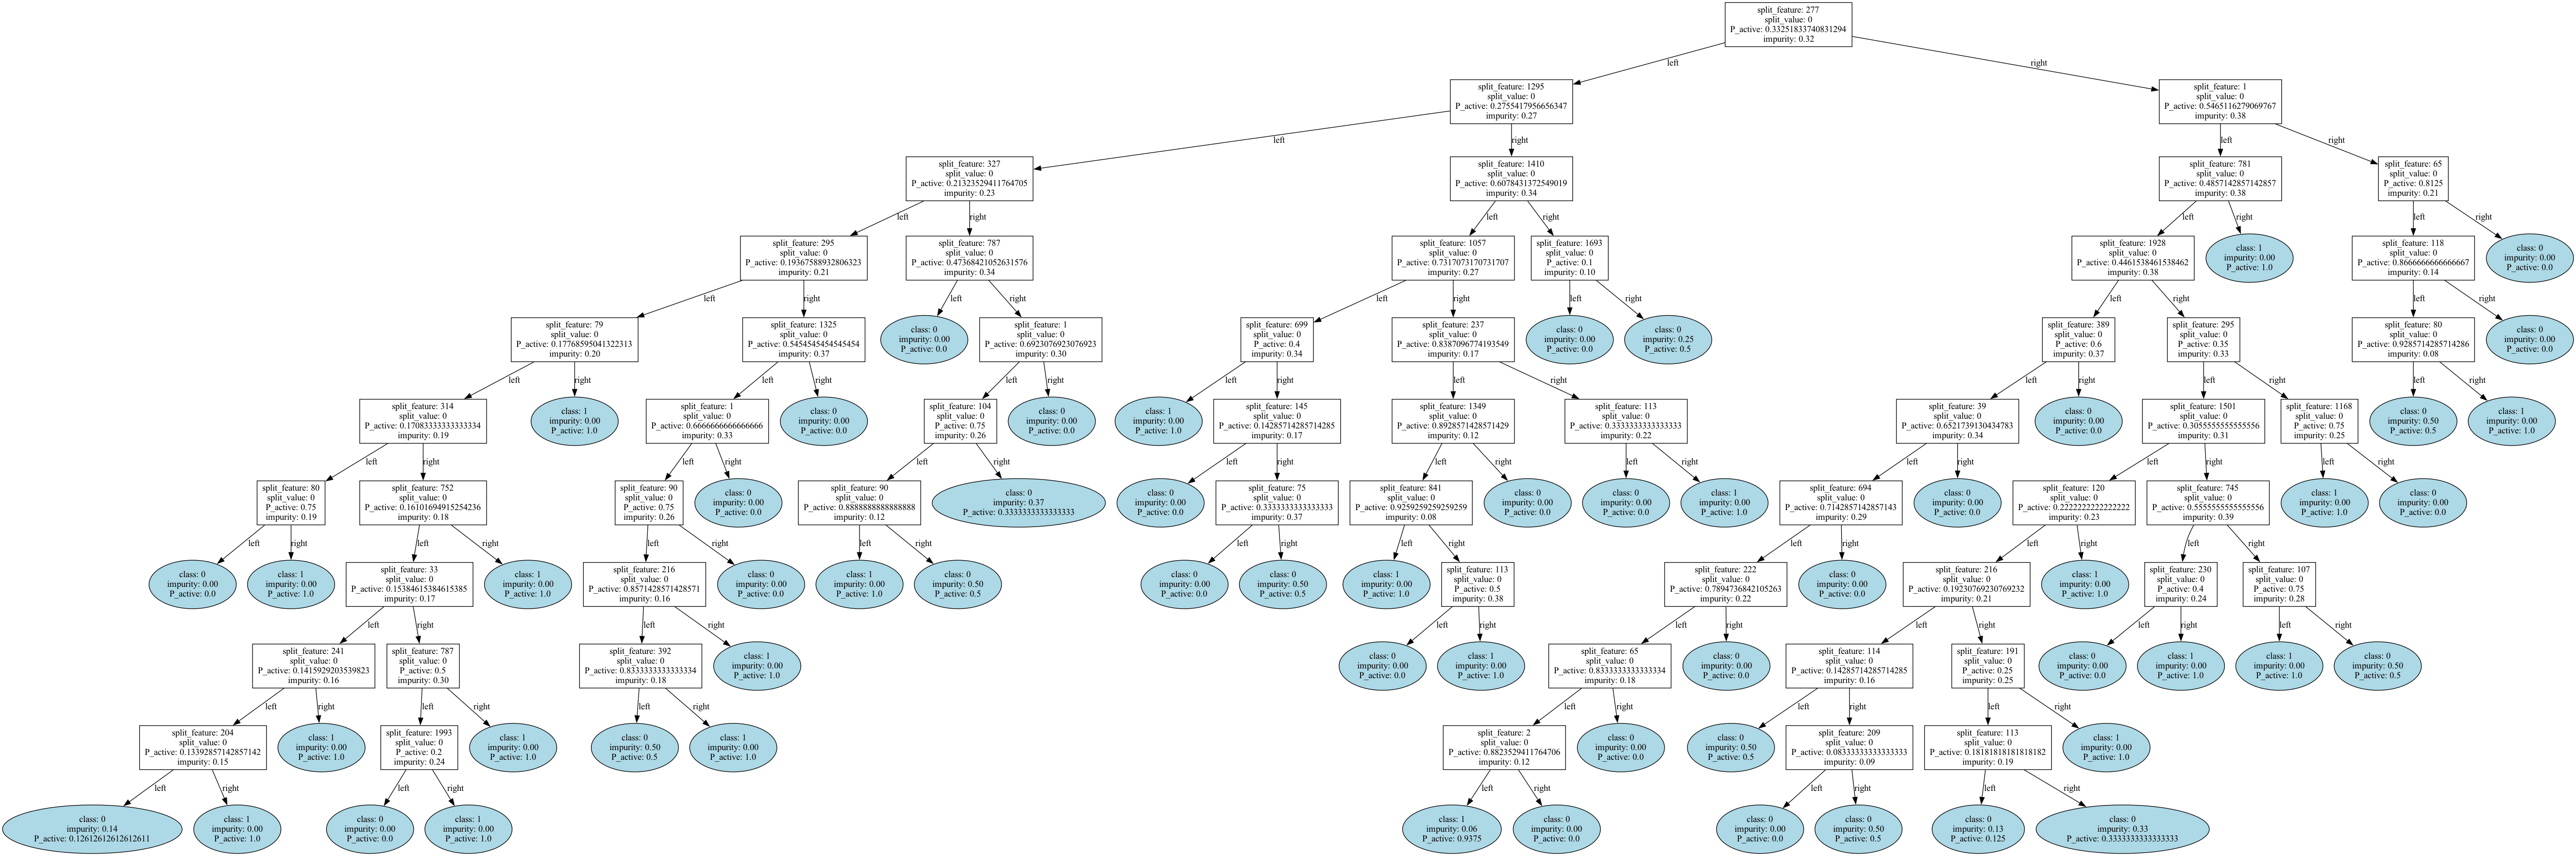 split_feature: 277
split_value: 0
P_active: 0.33251833740831294
impurity: 0.32
left
right
split_feature: 1295
split_value: 0
P_active: 0.2755417956656347
impurity: 0.27
split_feature: 1
split_value: 0
P_active: 0.5465116279069767
impurity: 0.38
left
right
left
right
split_feature: 327
split_value: 0
P_active: 0.21323529411764705
impurity: 0.23
split_feature: 1410
split_value: 0
P_active: 0.6078431372549019
impurity: 0.34
split_feature: 781
split_value: 0
P_active: 0.4857142857142857
impurity: 0.38
split_feature: 65
split_value: 0
P_active: 0.8125
impurity: 0.21
left
right
left
right
left
right
left
right
split_feature: 295
split_value: 0
P_active: 0.19367588932806323
impurity: 0.21
split_feature: 787
split_value: 0
P_active: 0.47368421052631576
impurity: 0.34
split_feature: 1057
split_value: 0
P_active: 0.7317073170731707
impurity: 0.27
split_feature: 1693
split_value: 0
P_active: 0.1
impurity: 0.10
split_feature: 1928
split_value: 0
P_active: 0.4461538461538462
impurity: 0.38
class: 1
impurity: 0.00
P_active: 1.0
split_feature: 118
split_value: 0
P_active: 0.8666666666666667
impurity: 0.14
class: 0
impurity: 0.00
P_active: 0.0
left
right
left
right
left
right
left
right
left
right
left
right
split_feature: 79
split_value: 0
P_active: 0.17768595041322313
impurity: 0.20
split_feature: 1325
split_value: 0
P_active: 0.5454545454545454
impurity: 0.37
class: 0
impurity: 0.00
P_active: 0.0
split_feature: 1
split_value: 0
P_active: 0.6923076923076923
impurity: 0.30
split_feature: 699
split_value: 0
P_active: 0.4
impurity: 0.34
split_feature: 237
split_value: 0
P_active: 0.8387096774193549
impurity: 0.17
class: 0
impurity: 0.00
P_active: 0.0
class: 0
impurity: 0.25
P_active: 0.5
split_feature: 389
split_value: 0
P_active: 0.6
impurity: 0.37
split_feature: 295
split_value: 0
P_active: 0.35
impurity: 0.33
split_feature: 80
split_value: 0
P_active: 0.9285714285714286
impurity: 0.08
class: 0
impurity: 0.00
P_active: 0.0
left
right
left
right
left
right
left
right
left
right
left
right
left
right
left
right
split_feature: 314
split_value: 0
P_active: 0.17083333333333334
impurity: 0.19
class: 1
impurity: 0.00
P_active: 1.0
split_feature: 1
split_value: 0
P_active: 0.6666666666666666
impurity: 0.33
class: 0
impurity: 0.00
P_active: 0.0
split_feature: 104
split_value: 0
P_active: 0.75
impurity: 0.26
class: 0
impurity: 0.00
P_active: 0.0
class: 1
impurity: 0.00
P_active: 1.0
split_feature: 145
split_value: 0
P_active: 0.14285714285714285
impurity: 0.17
split_feature: 1349
split_value: 0
P_active: 0.8928571428571429
impurity: 0.12
split_feature: 113
split_value: 0
P_active: 0.3333333333333333
impurity: 0.22
split_feature: 39
split_value: 0
P_active: 0.6521739130434783
impurity: 0.34
class: 0
impurity: 0.00
P_active: 0.0
split_feature: 1501
split_value: 0
P_active: 0.3055555555555556
impurity: 0.31
split_feature: 1168
split_value: 0
P_active: 0.75
impurity: 0.25
class: 0
impurity: 0.50
P_active: 0.5
class: 1
impurity: 0.00
P_active: 1.0
left
right
left
right
left
right
left
right
left
right
left
right
left
right
left
right
left
right
split_feature: 80
split_value: 0
P_active: 0.75
impurity: 0.19
split_feature: 752
split_value: 0
P_active: 0.16101694915254236
impurity: 0.18
split_feature: 90
split_value: 0
P_active: 0.75
impurity: 0.26
class: 0
impurity: 0.00
P_active: 0.0
split_feature: 90
split_value: 0
P_active: 0.8888888888888888
impurity: 0.12
class: 0
impurity: 0.37
P_active: 0.3333333333333333
class: 0
impurity: 0.00
P_active: 0.0
split_feature: 75
split_value: 0
P_active: 0.3333333333333333
impurity: 0.37
split_feature: 841
split_value: 0
P_active: 0.9259259259259259
impurity: 0.08
class: 0
impurity: 0.00
P_active: 0.0
class: 0
impurity: 0.00
P_active: 0.0
class: 1
impurity: 0.00
P_active: 1.0
split_feature: 694
split_value: 0
P_active: 0.7142857142857143
impurity: 0.29
class: 0
impurity: 0.00
P_active: 0.0
split_feature: 120
split_value: 0
P_active: 0.2222222222222222
impurity: 0.23
split_feature: 745
split_value: 0
P_active: 0.5555555555555556
impurity: 0.39
class: 1
impurity: 0.00
P_active: 1.0
class: 0
impurity: 0.00
P_active: 0.0
left
right
left
right
left
right
left
right
left
right
left
right
left
right
left
right
left
right
class: 0
impurity: 0.00
P_active: 0.0
class: 1
impurity: 0.00
P_active: 1.0
split_feature: 33
split_value: 0
P_active: 0.15384615384615385
impurity: 0.17
class: 1
impurity: 0.00
P_active: 1.0
split_feature: 216
split_value: 0
P_active: 0.8571428571428571
impurity: 0.16
class: 0
impurity: 0.00
P_active: 0.0
class: 1
impurity: 0.00
P_active: 1.0
class: 0
impurity: 0.50
P_active: 0.5
class: 0
impurity: 0.00
P_active: 0.0
class: 0
impurity: 0.50
P_active: 0.5
class: 1
impurity: 0.00
P_active: 1.0
split_feature: 113
split_value: 0
P_active: 0.5
impurity: 0.38
split_feature: 222
split_value: 0
P_active: 0.7894736842105263
impurity: 0.22
class: 0
impurity: 0.00
P_active: 0.0
split_feature: 216
split_value: 0
P_active: 0.19230769230769232
impurity: 0.21
class: 1
impurity: 0.00
P_active: 1.0
split_feature: 230
split_value: 0
P_active: 0.4
impurity: 0.24
split_feature: 107
split_value: 0
P_active: 0.75
impurity: 0.28
left
right
left
right
left
right
left
right
left
right
left
right
left
right
split_feature: 241
split_value: 0
P_active: 0.1415929203539823
impurity: 0.16
split_feature: 787
split_value: 0
P_active: 0.5
impurity: 0.30
split_feature: 392
split_value: 0
P_active: 0.8333333333333334
impurity: 0.18
class: 1
impurity: 0.00
P_active: 1.0
class: 0
impurity: 0.00
P_active: 0.0
class: 1
impurity: 0.00
P_active: 1.0
split_feature: 65
split_value: 0
P_active: 0.8333333333333334
impurity: 0.18
class: 0
impurity: 0.00
P_active: 0.0
split_feature: 114
split_value: 0
P_active: 0.14285714285714285
impurity: 0.16
split_feature: 191
split_value: 0
P_active: 0.25
impurity: 0.25
class: 0
impurity: 0.00
P_active: 0.0
class: 1
impurity: 0.00
P_active: 1.0
class: 1
impurity: 0.00
P_active: 1.0
class: 0
impurity: 0.50
P_active: 0.5
left
right
left
right
left
right
left
right
left
right
left
right
split_feature: 204
split_value: 0
P_active: 0.13392857142857142
impurity: 0.15
class: 1
impurity: 0.00
P_active: 1.0
split_feature: 1993
split_value: 0
P_active: 0.2
impurity: 0.24
class: 1
impurity: 0.00
P_active: 1.0
class: 0
impurity: 0.50
P_active: 0.5
class: 1
impurity: 0.00
P_active: 1.0
split_feature: 2
split_value: 0
P_active: 0.8823529411764706
impurity: 0.12
class: 0
impurity: 0.00
P_active: 0.0
class: 0
impurity: 0.50
P_active: 0.5
split_feature: 209
split_value: 0
P_active: 0.08333333333333333
impurity: 0.09
split_feature: 113
split_value: 0
P_active: 0.18181818181818182
impurity: 0.19
class: 1
impurity: 0.00
P_active: 1.0
left
right
left
right
left
right
left
right
left
right
class: 0
impurity: 0.14
P_active: 0.12612612612612611
class: 1
impurity: 0.00
P_active: 1.0
class: 0
impurity: 0.00
P_active: 0.0
class: 1
impurity: 0.00
P_active: 1.0
class: 1
impurity: 0.06
P_active: 0.9375
class: 0
impurity: 0.00
P_active: 0.0
class: 0
impurity: 0.00
P_active: 0.0
class: 0
impurity: 0.50
P_active: 0.5
class: 0
impurity: 0.13
P_active: 0.125
class: 0
impurity: 0.33
P_active: 0.3333333333333333